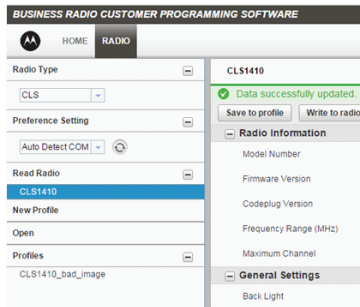 BUSINESS RADIO CUSTOMER PROGRAMMING SOFTWARE
HOME RADIO
Radio Type
CLS
Preference Setting
Auto Detect COM
Read Radio
CLS1410
New Profile
Open
Profiles
CLS1410_bad_image
CLS1410
Data successfully updated.
Save to profile Write to radio
Radio Information
Model Number
Firmware Version
Codeplug Version
Frequency Range (MHz)
Maximum Channel
General Settings
Back Light